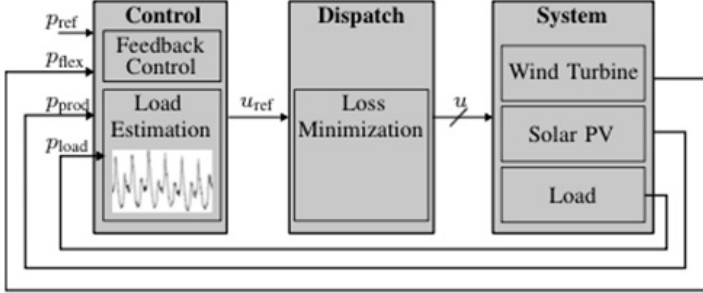 Control
Dispatch
System
p_ref
p_flex
p_prod
p_load
Feedback
Control
Load
Estimation
u_ref
Loss
Minimization
u
Wind Turbine
Solar PV
Load